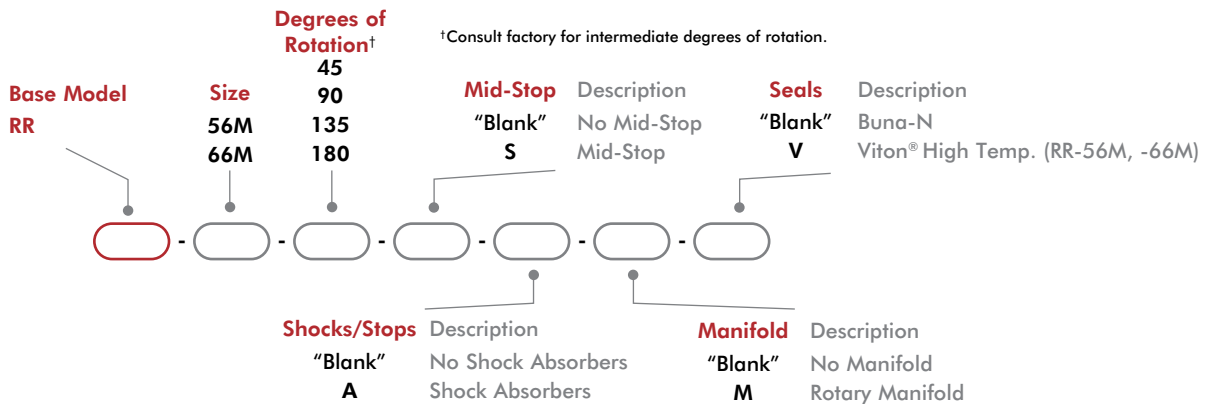 Degrees of
Rotation†
45
90
135
180
†Consult factory for intermediate degrees of rotation.
Base Model
RR
Size
56M
66M
Mid-Stop Description
"Blank" No Mid-Stop
S Mid-Stop
Seals Description
"Blank" Buna-N
V Viton® High Temp. (RR-56M, -66M)
- - - - - -
Shocks/Stops Description
"Blank" No Shock Absorbers
A Shock Absorbers
Manifold Description
"Blank" No Manifold
M Rotary Manifold